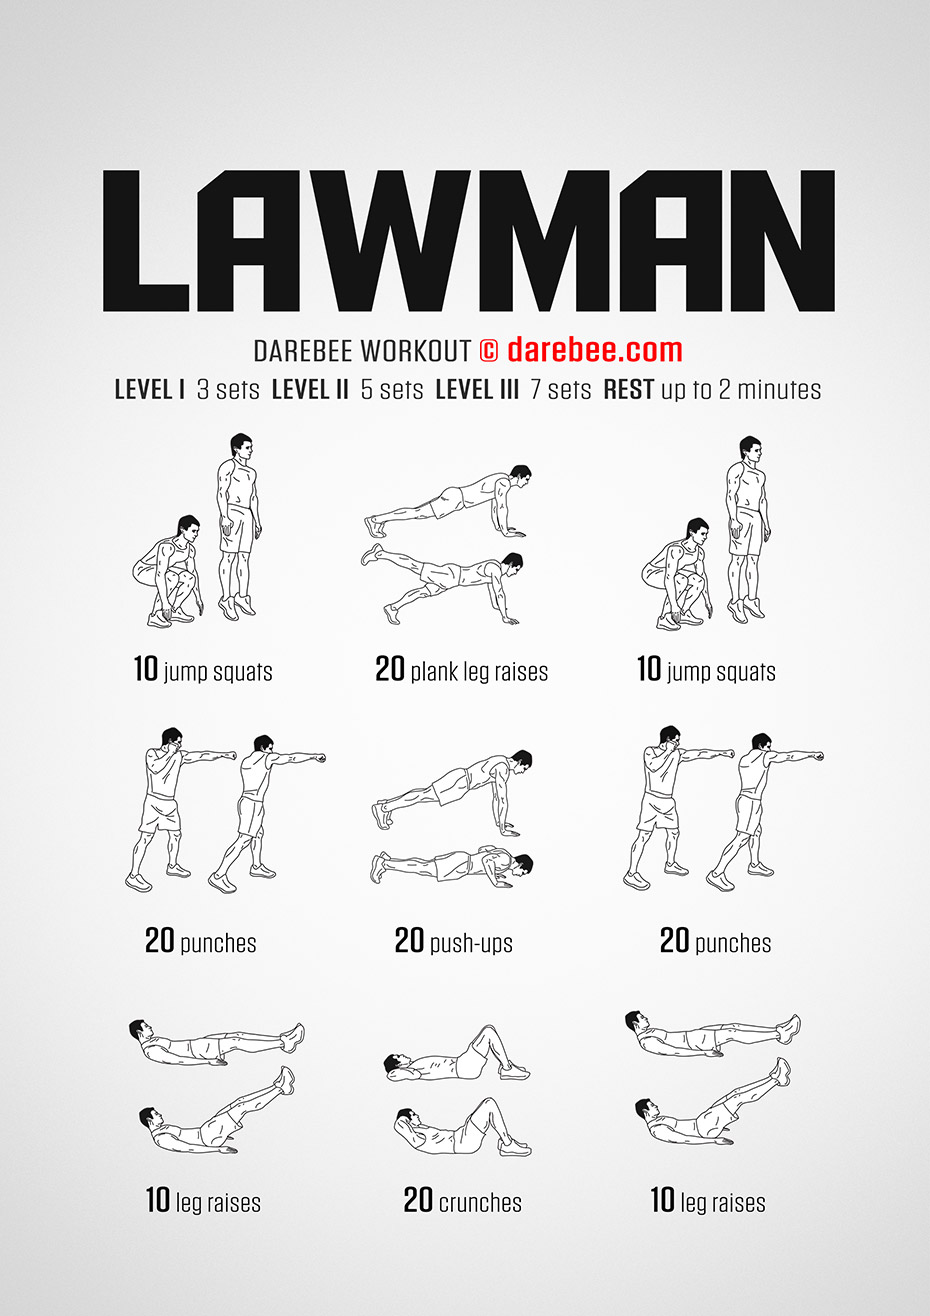 LAWMAN
DAREBEE WORKOUT © darebee.com
LEVEL I 3 sets LEVEL II 5 sets LEVEL III 7 sets REST up to 2 minutes
10 jump squats
20 plank leg raises
10 jump squats
20 punches
20 push-ups
20 punches
10 leg raises
20 crunches
10 leg raises